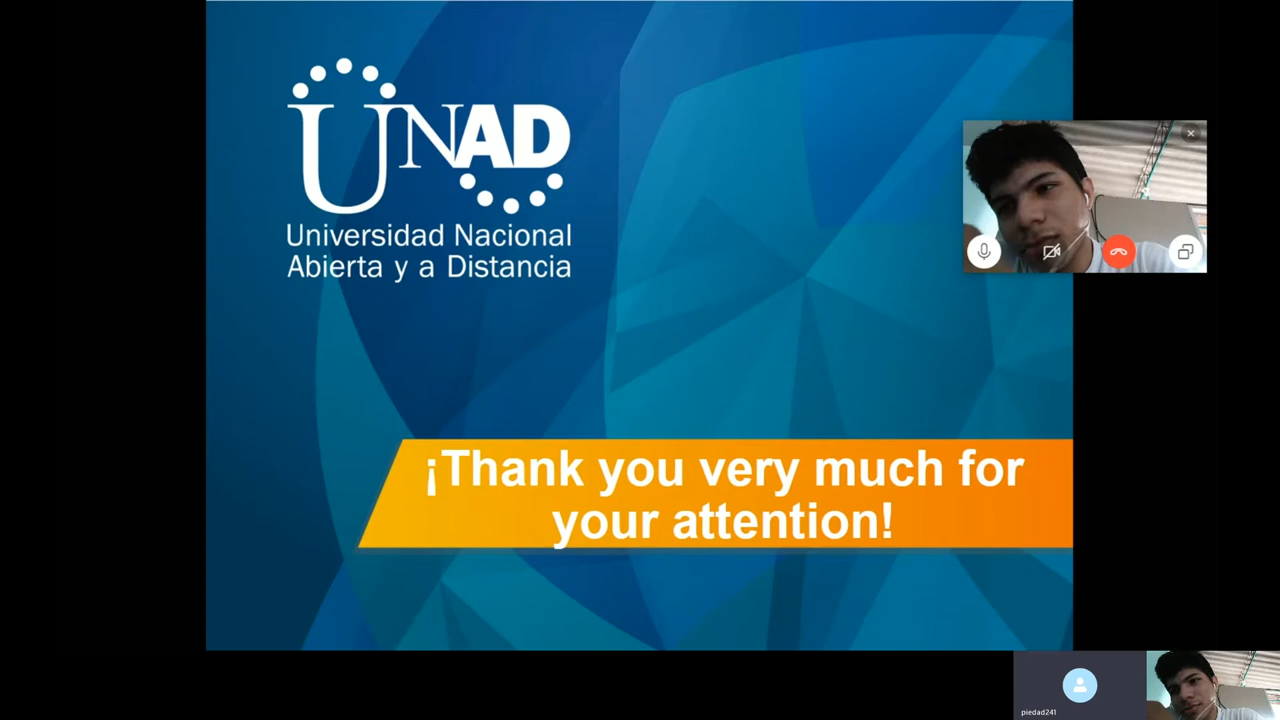 UNAD
Universidad Nacional
Abierta y a Distancia
¡Thank you very much for
your attention!
piedad241